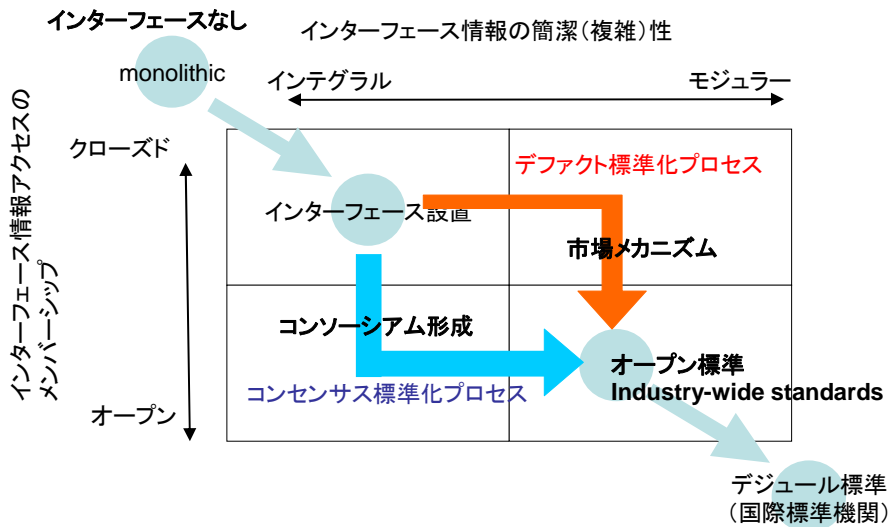 インターフェースなし
インターフェース情報の簡潔（複雑）性
monolithic
インテグラル
モジュラー
インターフェース情報アクセスの
メンバーシップ
クローズド
デファクト標準化プロセス
インターフェース設置
市場メカニズム
コンソーシアム形成
オープン標準
Industry-wide standards
コンセンサス標準化プロセス
オープン
デジュール標準
（国際標準機関）